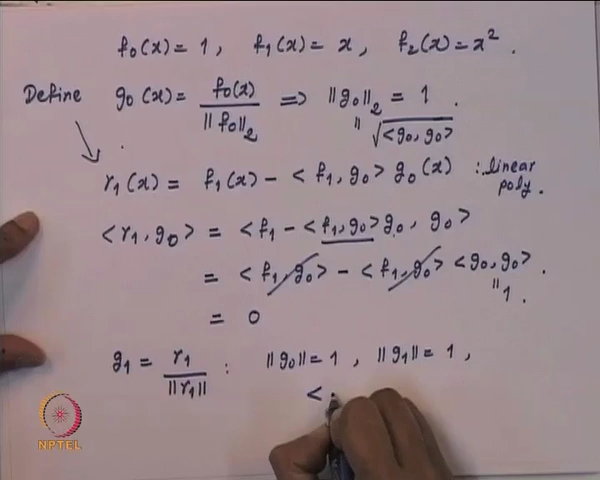 f₀(x) = 1 , f₁(x) = x , f₂(x) = x² .
Define g₀(x) = f₀(x) / ||f₀||₂ ⟹ ||g₀||₂ = 1 .
" √<g₀, g₀>
r₁(x) = f₁(x) − < f₁, g₀ > g₀(x) : linear poly.
< r₁, g₀ > = < f₁ − < f₁, g₀ > g₀ , g₀ >
= < f₁, g₀ > − < f₁, g₀ > < g₀, g₀ > .
" 1 .
= 0
g₁ = r₁ / ||r₁|| : ||g₀|| = 1 , ||g₁|| = 1 ,
<
NPTEL